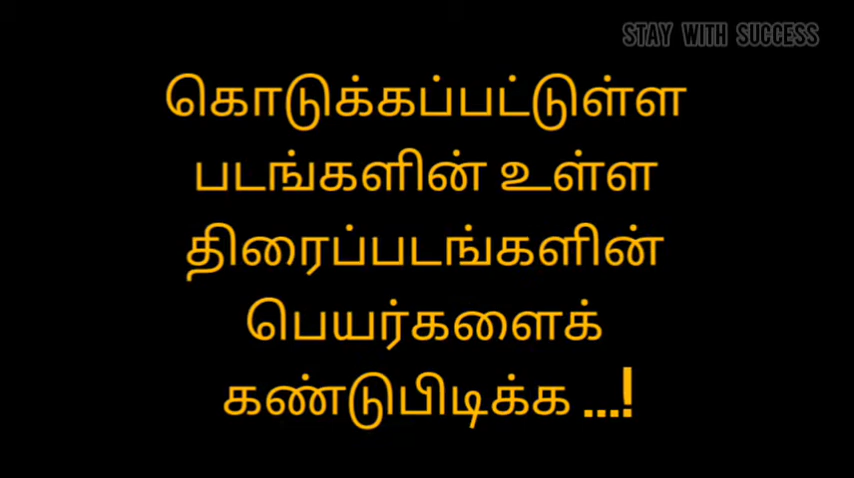 STAY WITH SUCCESS
கொடுக்கப்பட்டுள்ள
படங்களின் உள்ள
திரைப்படங்களின்
பெயர்களைக்
கண்டுபிடிக்க ...!